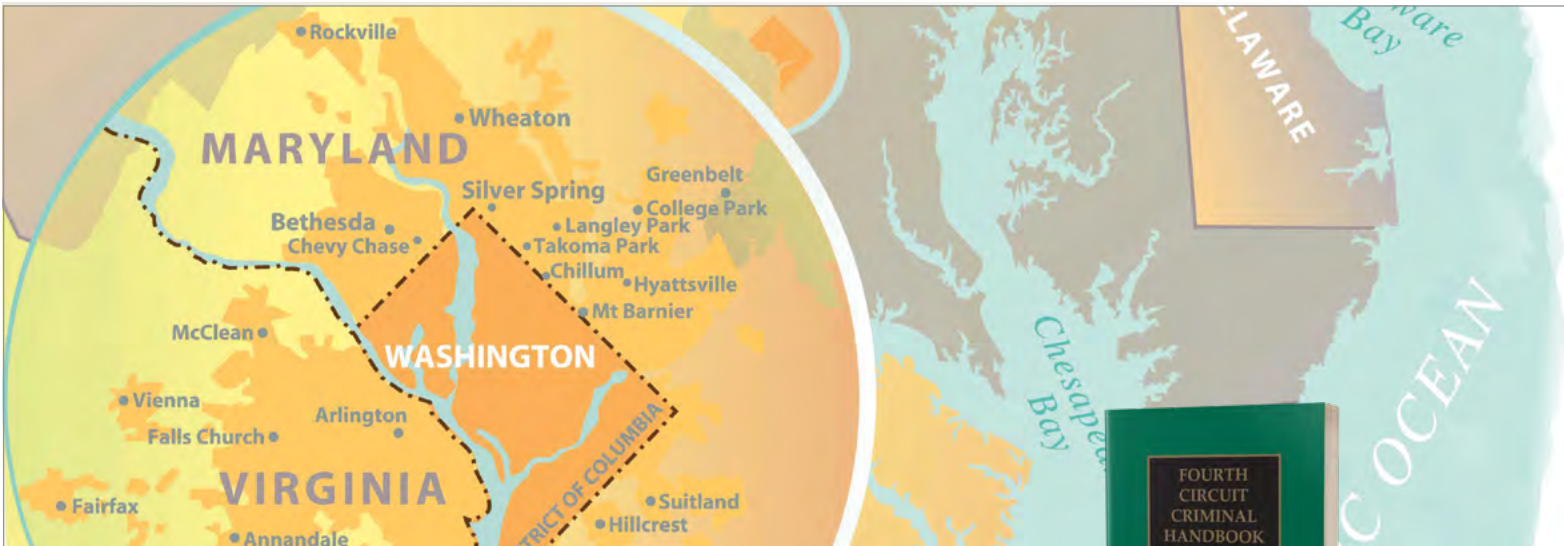 Rockville
Wheaton
MARYLAND
Greenbelt
Silver Spring
College Park
Bethesda
Langley Park
Chevy Chase
Takoma Park
Chillum
Hyattsville
Mt Barnier
McClean
WASHINGTON
Vienna
Arlington
Falls Church
DISTRICT OF COLUMBIA
VIRGINIA
Suitland
Fairfax
Hillcrest
Annandale
ELAWARE
ware
Bay
Chesapea
Bay
C OCEAN
FOURTH
CIRCUIT
CRIMINAL
HANDBOOK